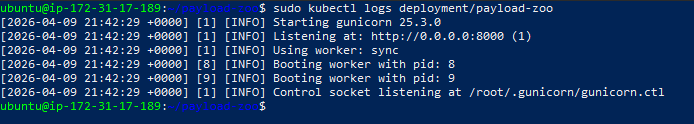 ubuntu@ip-172-31-17-189:~/payload-zoo$ sudo kubectl logs deployment/payload-zoo
[2026-04-09 21:42:29 +0000] [1] [INFO] Starting gunicorn 25.3.0
[2026-04-09 21:42:29 +0000] [1] [INFO] Listening at: http://0.0.0.0:8000 (1)
[2026-04-09 21:42:29 +0000] [1] [INFO] Using worker: sync
[2026-04-09 21:42:29 +0000] [8] [INFO] Booting worker with pid: 8
[2026-04-09 21:42:29 +0000] [9] [INFO] Booting worker with pid: 9
[2026-04-09 21:42:29 +0000] [1] [INFO] Control socket listening at /root/.gunicorn/gunicorn.ctl
ubuntu@ip-172-31-17-189:~/payload-zoo$